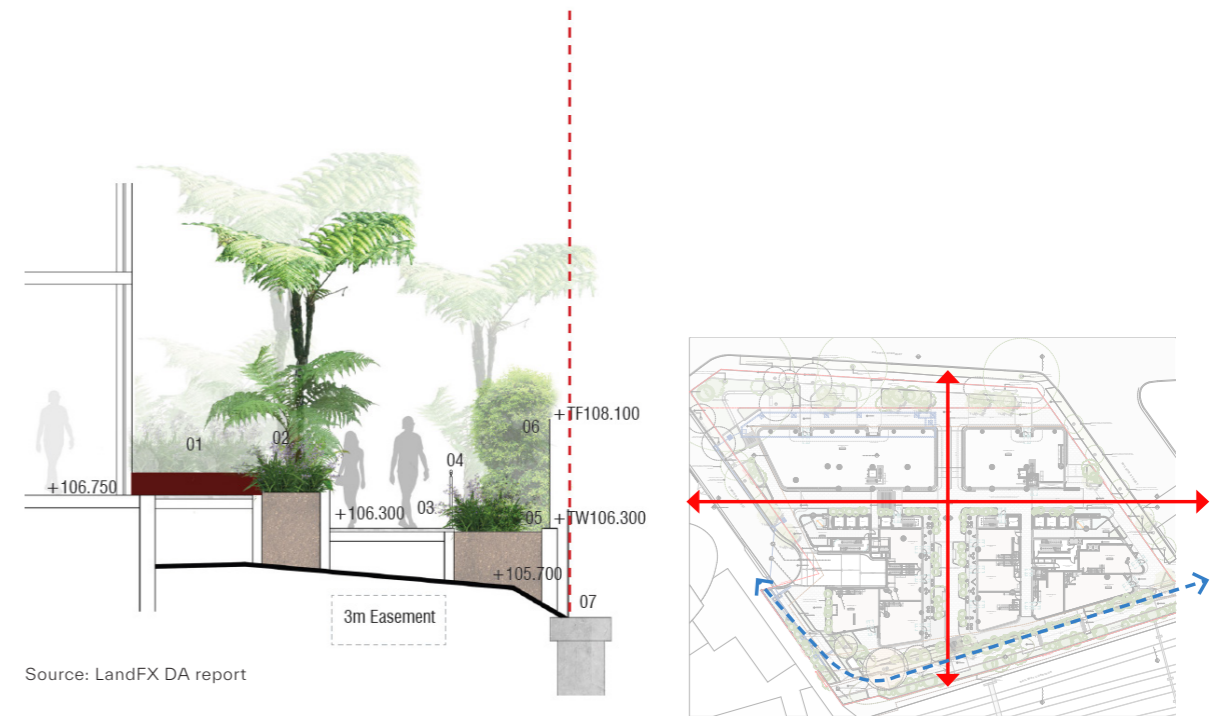 +TF108.100
06
01
02
04
+106.750
+106.300
03
05
+TW106.300
+105.700
07
3m Easement
Source: LandFX DA report